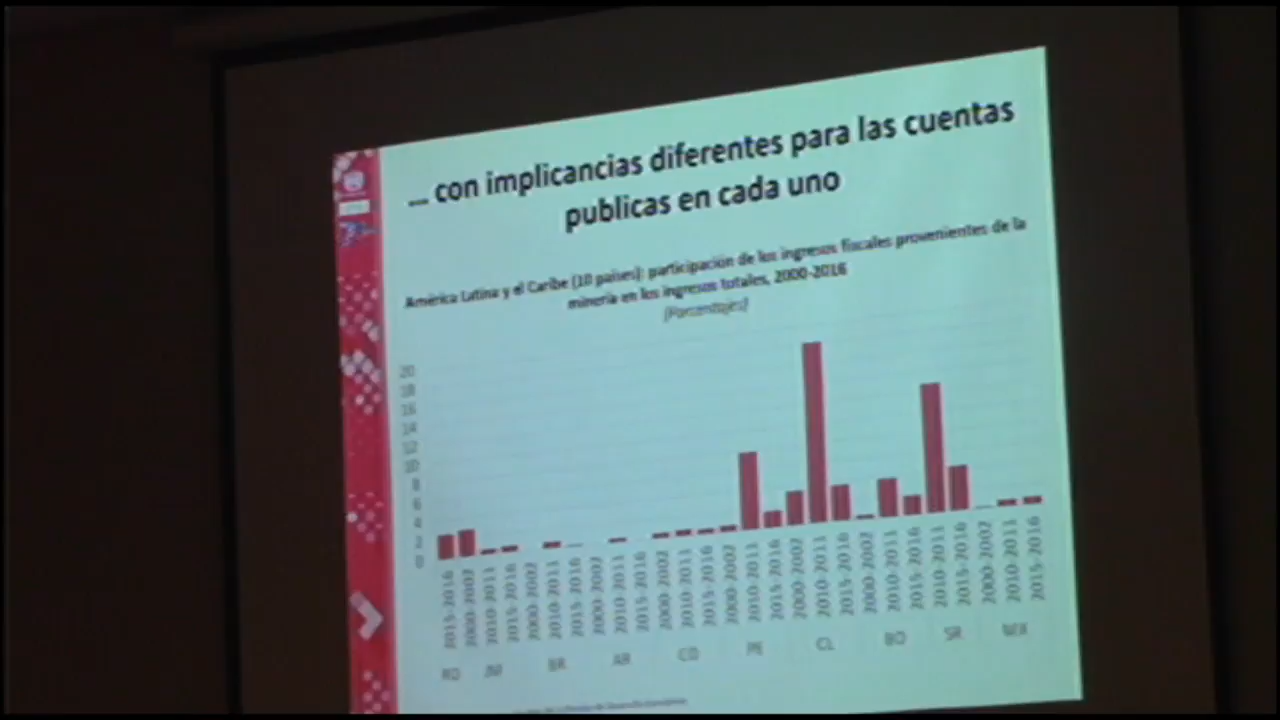 ... con implicancias diferentes para las cuentas
publicas en cada uno
América Latina y el Caribe (10 países): participación de los ingresos fiscales provenientes de la
minería en los ingresos totales, 2000-2016
(Porcentajes)
20
18
16
14
12
10
8
6
4
2
0
2015-2016 2000-2002 2010-2011 2015-2016 2000-2002 2010-2011 2015-2016 2000-2002 2010-2011 2015-2016 2000-2002 2010-2011 2015-2016 2000-2002 2010-2011 2015-2016 2000-2002 2010-2011 2015-2016 2000-2002 2010-2011 2015-2016 2010-2011 2015-2016 2000-2002 2010-2011 2015-2016
RD JM BR AR CO PE CL BO SR MX